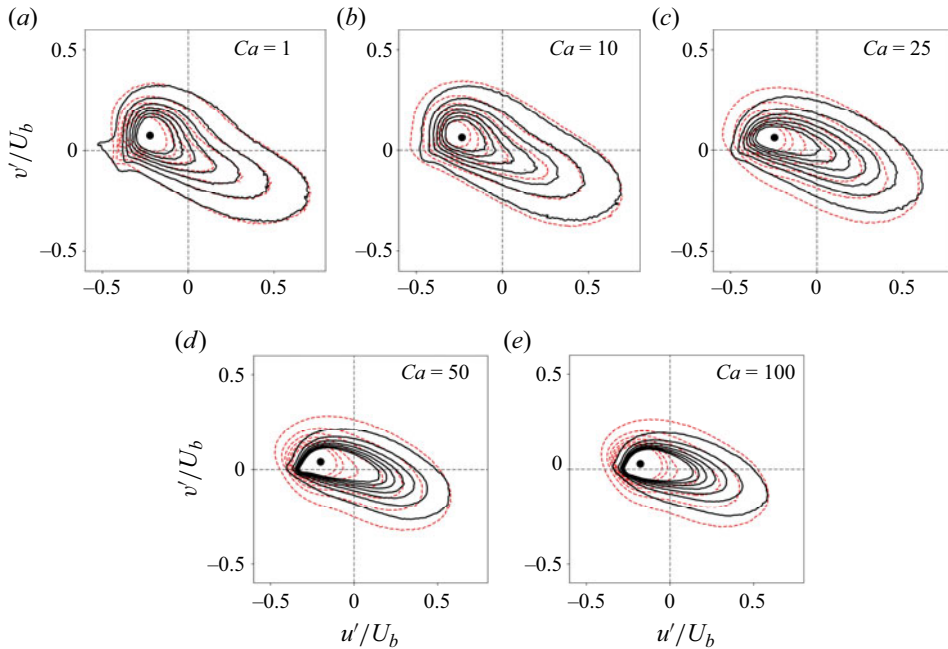 (a) (b) (c)
Ca = 1 Ca = 10 Ca = 25
0.5 0.5 0.5
v′/U_b 0 0 0
–0.5 –0.5 –0.5
–0.5 0 0.5 –0.5 0 0.5 –0.5 0 0.5
(d) (e)
Ca = 50 Ca = 100
0.5 0.5
v′/U_b 0 0
–0.5 –0.5
–0.5 0 0.5 –0.5 0 0.5
u′/U_b u′/U_b